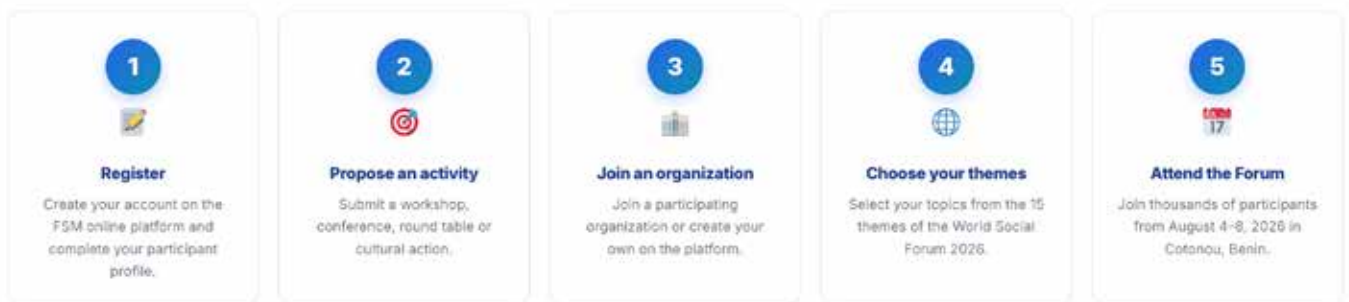 1
Register
Create your account on the
FSM online platform and
complete your participant
profile.
2
Propose an activity
Submit a workshop,
conference, round table or
cultural action.
3
Join an organization
Join a participating
organization or create your
own on the platform.
4
Choose your themes
Select your topics from the 15
themes of the World Social
Forum 2026.
5
17
Attend the Forum
Join thousands of participants
from August 4-8, 2026 in
Cotonou, Benin.